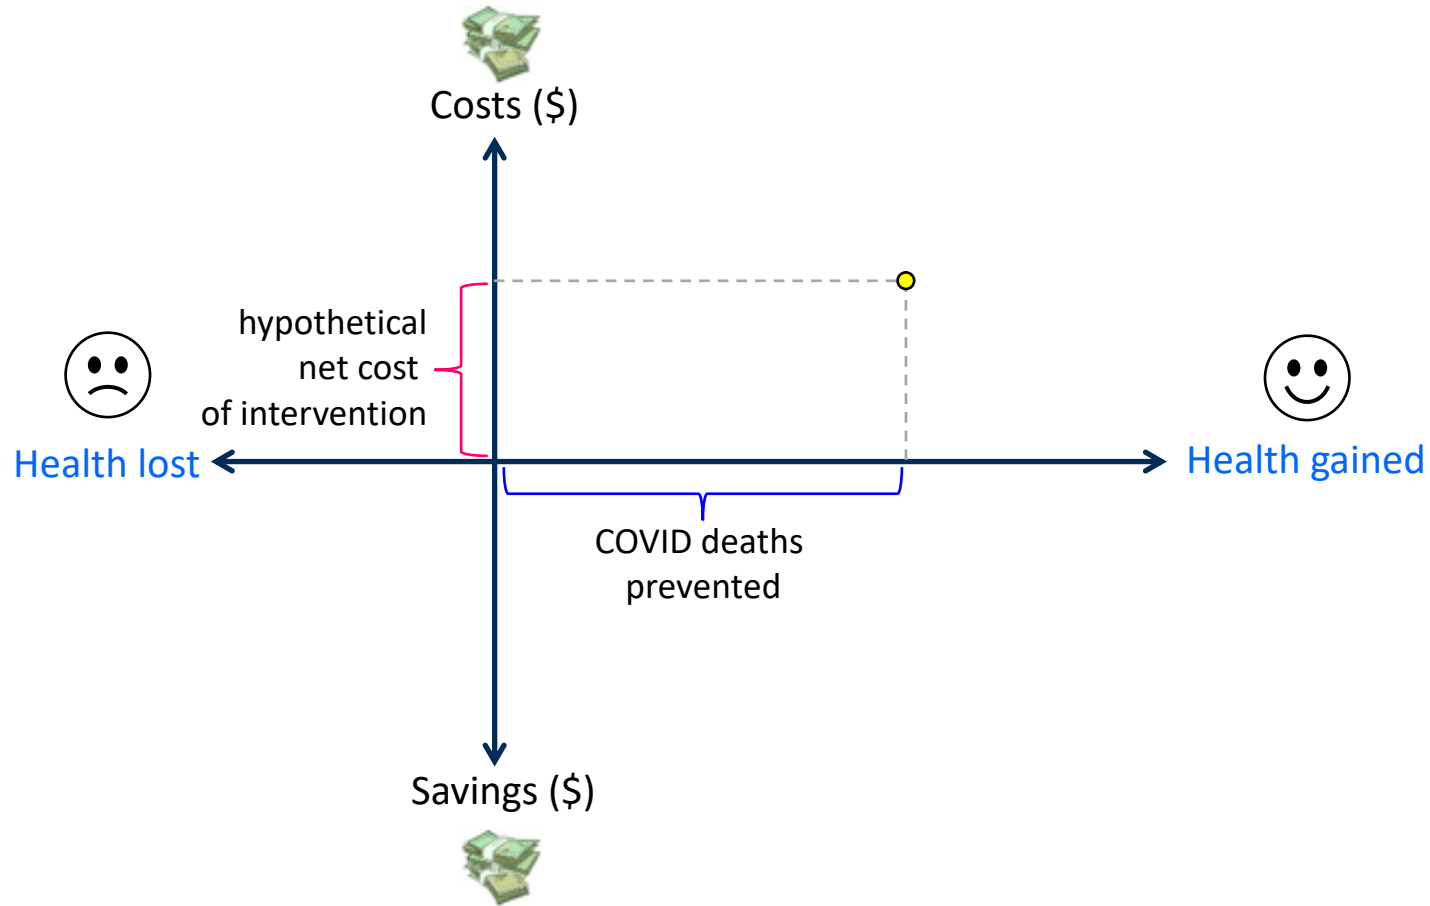 Costs ($)
hypothetical
net cost
of intervention
Health lost
Health gained
COVID deaths
prevented
Savings ($)